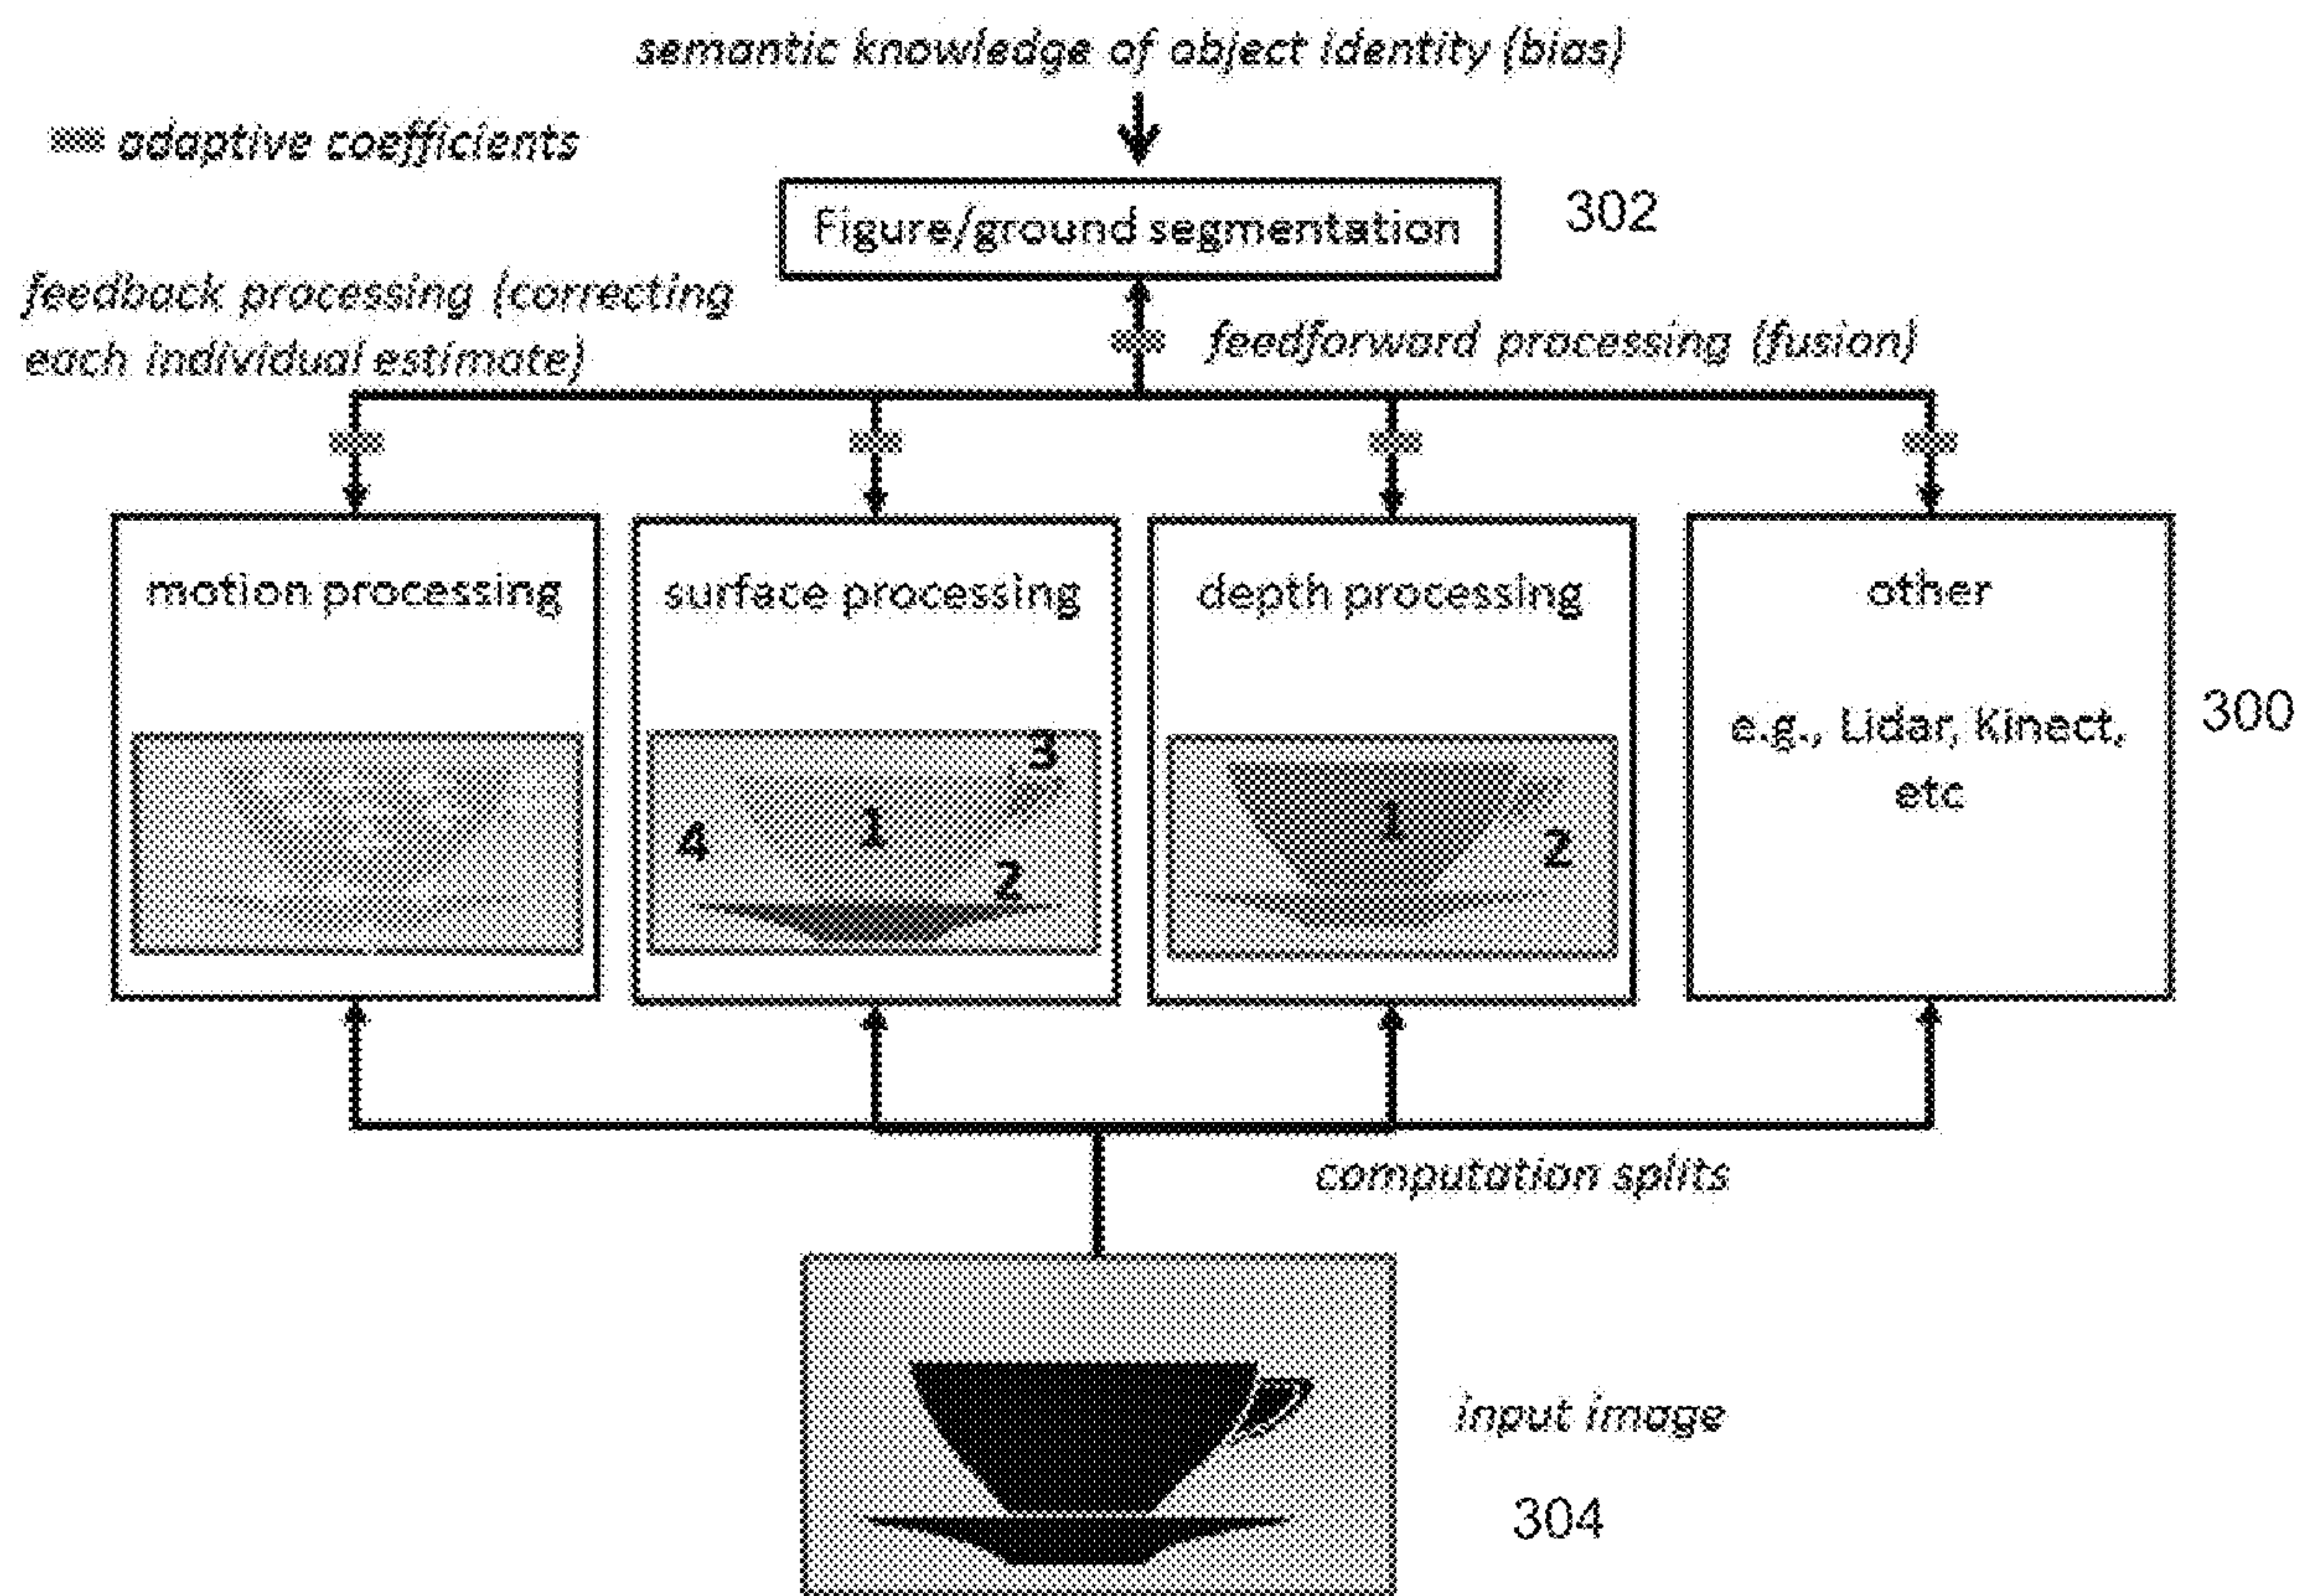 semantic knowledge of object identity (bias)
adaptive coefficients
Figure/ground segmentation
302
feedback processing (correcting
each individual estimate)
feedforward processing (fusion)
motion processing
surface processing
depth processing
other
e.g., Lidar, Kinect,
etc
300
3
4
1
2
1
2
computation splits
input image
304